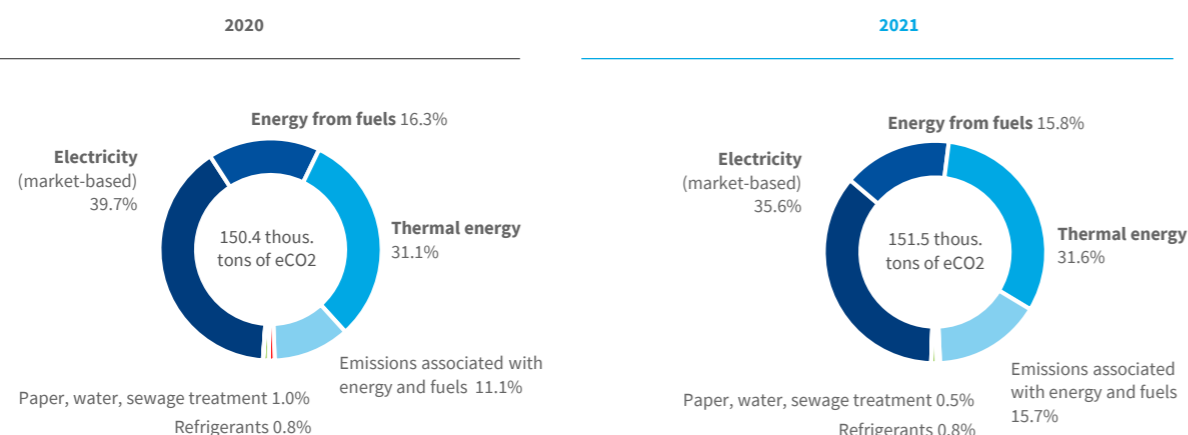 2020
Energy from fuels 16.3%
Electricity
(market-based)
39.7%
150.4 thous.
tons of eCO2
Thermal energy
31.1%
Emissions associated with
energy and fuels 11.1%
Paper, water, sewage treatment 1.0%
Refrigerants 0.8%
2021
Energy from fuels 15.8%
Electricity
(market-based)
35.6%
151.5 thous.
tons of eCO2
Thermal energy
31.6%
Emissions associated
with energy and fuels
15.7%
Paper, water, sewage treatment 0.5%
Refrigerants 0.8%